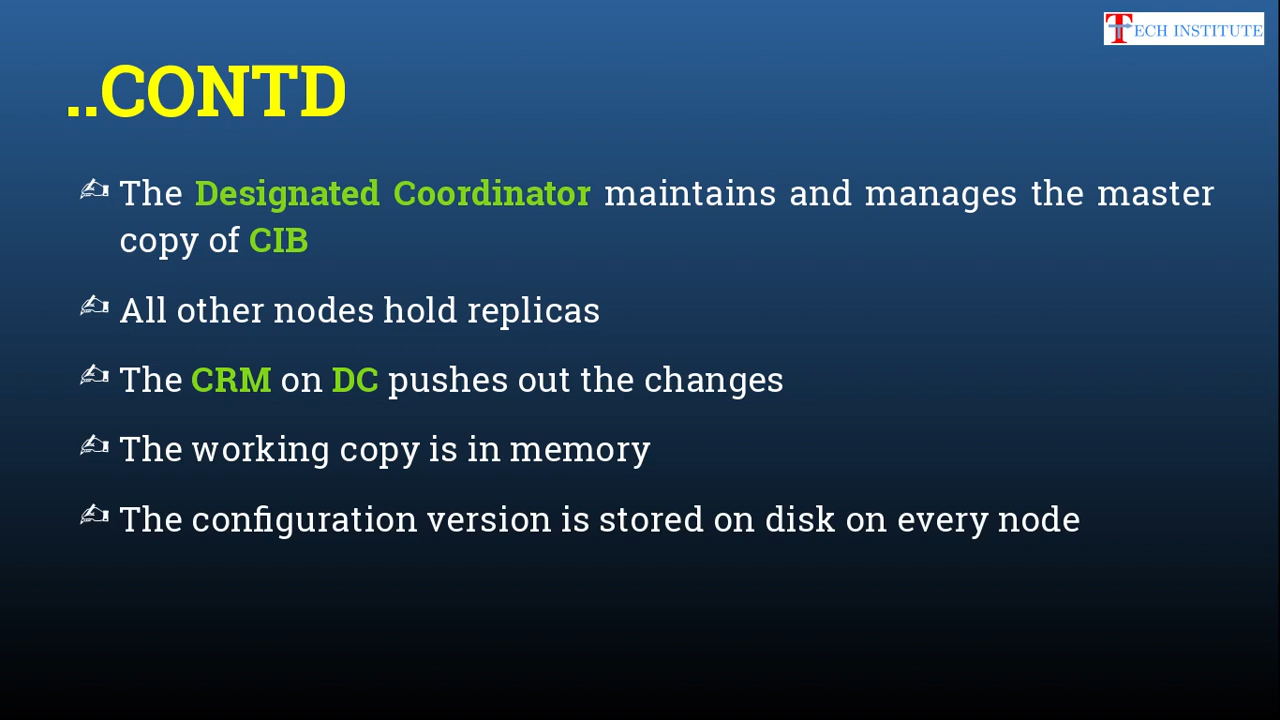 TECH INSTITUTE
..CONTD
The Designated Coordinator maintains and manages the master
copy of CIB
All other nodes hold replicas
The CRM on DC pushes out the changes
The working copy is in memory
The configuration version is stored on disk on every node